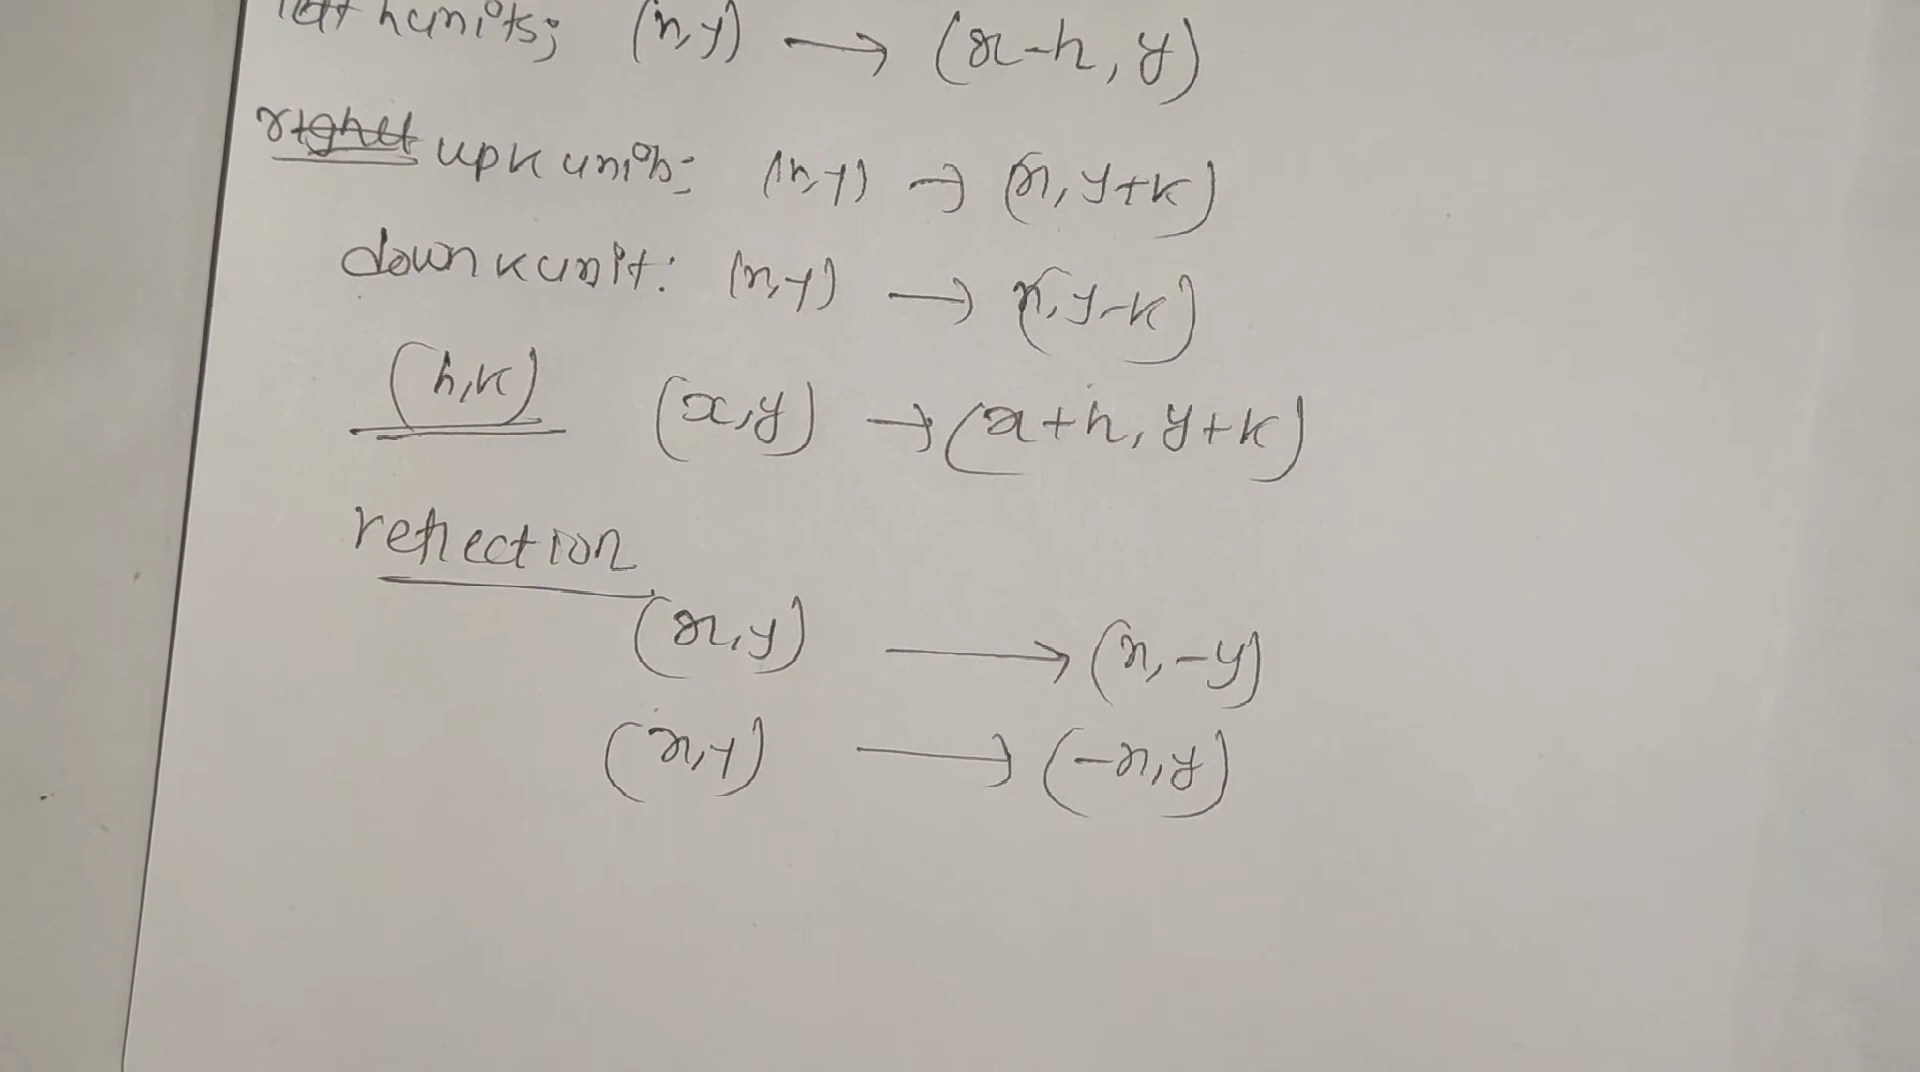 left h units; (x,y) → (x-h, y)
right up k units: (x,y) → (x, y+k)
down k unit: (x,y) → (x, y-k)
(h,k) (x,y) → (x+h, y+k)
reflection
(x,y) → (x,-y)
(x,y) → (-x,y)